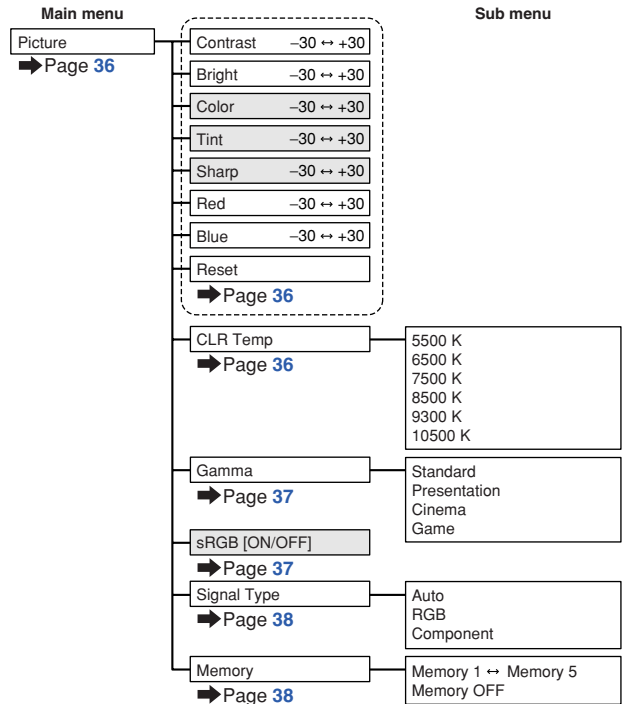 Main menu
Sub menu
Picture
➡Page 36
Contrast −30 ↔ +30
Bright −30 ↔ +30
Color −30 ↔ +30
Tint −30 ↔ +30
Sharp −30 ↔ +30
Red −30 ↔ +30
Blue −30 ↔ +30
Reset
➡Page 36
CLR Temp
➡Page 36
5500 K
6500 K
7500 K
8500 K
9300 K
10500 K
Gamma
➡Page 37
Standard
Presentation
Cinema
Game
sRGB [ON/OFF]
➡Page 37
Signal Type
➡Page 38
Auto
RGB
Component
Memory
➡Page 38
Memory 1 ↔ Memory 5
Memory OFF